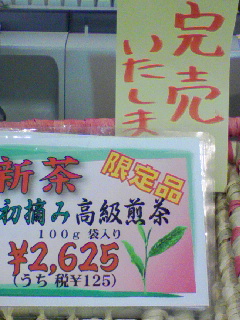 完売
いたしま
新茶
限定品
初摘み高級煎茶
100g 袋入り
¥2,625
(うち 税¥125)